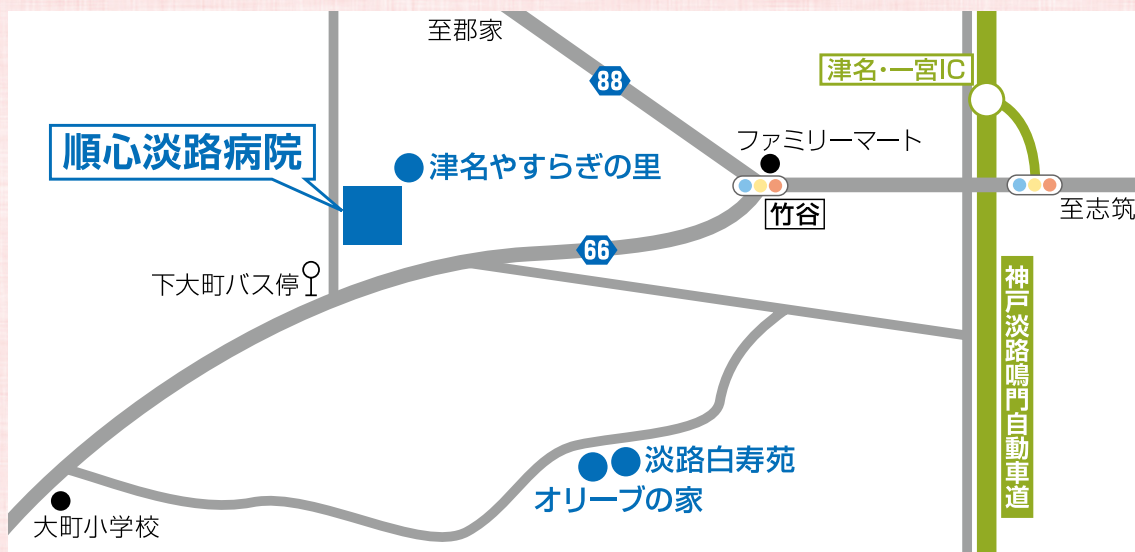 至郡家
津名・一宮IC
88
順心淡路病院
ファミリーマート
津名やすらぎの里
竹谷
至志筑
66
下大町バス停
神戸淡路鳴門自動車道
淡路白寿苑
オリーブの家
大町小学校